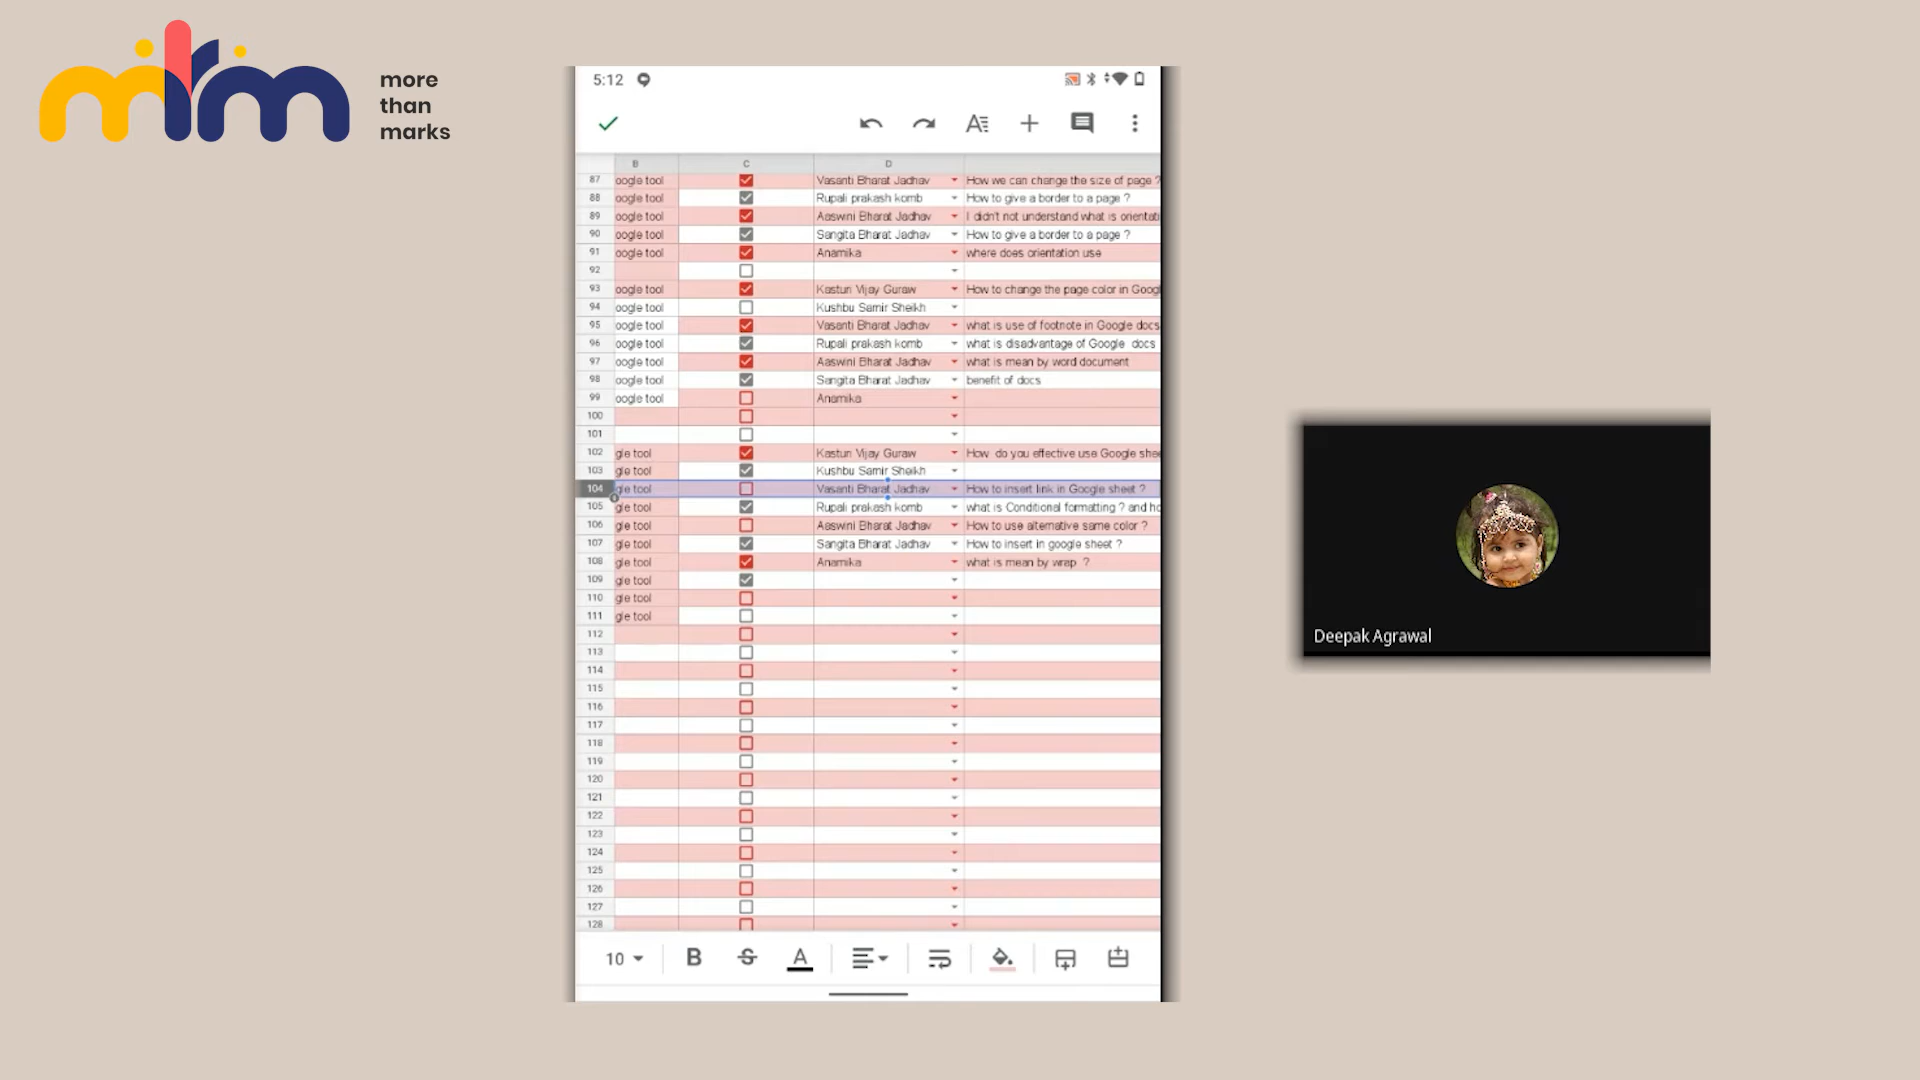 mtm
more
than
marks
5:12
B C D
87 oogle tool Vasanti Bharat Jadhav How we can change the size of page ?
88 oogle tool Rupali prakash komb How to give a border to a page ?
89 oogle tool Aaswini Bharat Jadhav I didn't not understand what is orientati
90 oogle tool Sangita Bharat Jadhav How to give a border to a page ?
91 oogle tool Anamika where does orientation use
92
93 oogle tool Kasturi Vijay Guraw How to change the page color in Googl
94 oogle tool Kushbu Samir Sheikh
95 oogle tool Vasanti Bharat Jadhav what is use of footnote in Google docs
96 oogle tool Rupali prakash komb what is disadvantage of Google docs
97 oogle tool Aaswini Bharat Jadhav what is mean by word document
98 oogle tool Sangita Bharat Jadhav benefit of docs
99 oogle tool Anamika
100
101
102 gle tool Kasturi Vijay Guraw How do you effective use Google shee
103 gle tool Kushbu Samir Sheikh
104 gle tool Vasanti Bharat Jadhav How to insert link in Google sheet ?
105 gle tool Rupali prakash komb what is Conditional formatting ? and ho
106 gle tool Aaswini Bharat Jadhav How to use alternative same color ?
107 gle tool Sangita Bharat Jadhav How to insert in google sheet ?
108 gle tool Anamika what is mean by wrap ?
109 gle tool
110 gle tool
111 gle tool
112
113
114
115
116
117
118
119
120
121
122
123
124
125
126
127
128
10 B S A
Deepak Agrawal